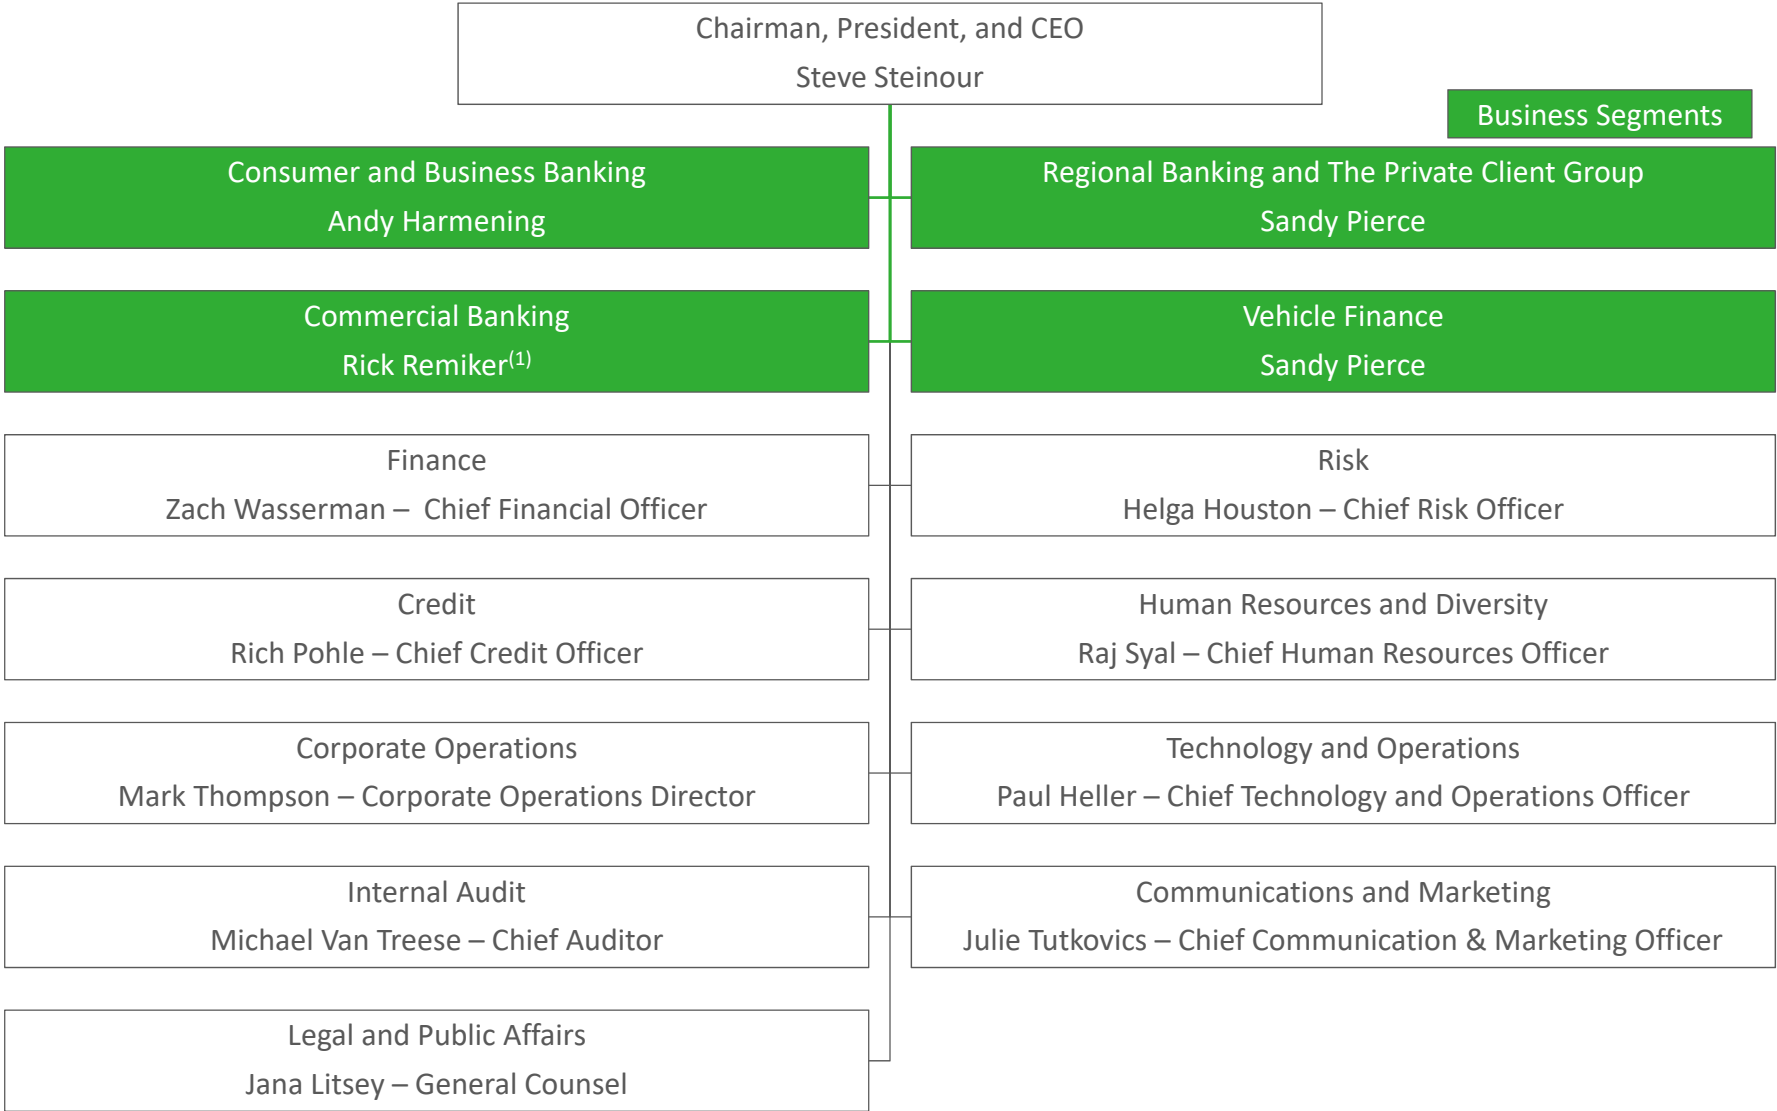 Chairman, President, and CEO
Steve Steinour
Business Segments
Consumer and Business Banking
Andy Harmening
Regional Banking and The Private Client Group
Sandy Pierce
Commercial Banking
Rick Remiker(1)
Vehicle Finance
Sandy Pierce
Finance
Zach Wasserman – Chief Financial Officer
Risk
Helga Houston – Chief Risk Officer
Credit
Rich Pohle – Chief Credit Officer
Human Resources and Diversity
Raj Syal – Chief Human Resources Officer
Corporate Operations
Mark Thompson – Corporate Operations Director
Technology and Operations
Paul Heller – Chief Technology and Operations Officer
Internal Audit
Michael Van Treese – Chief Auditor
Communications and Marketing
Julie Tutkovics – Chief Communication & Marketing Officer
Legal and Public Affairs
Jana Litsey – General Counsel